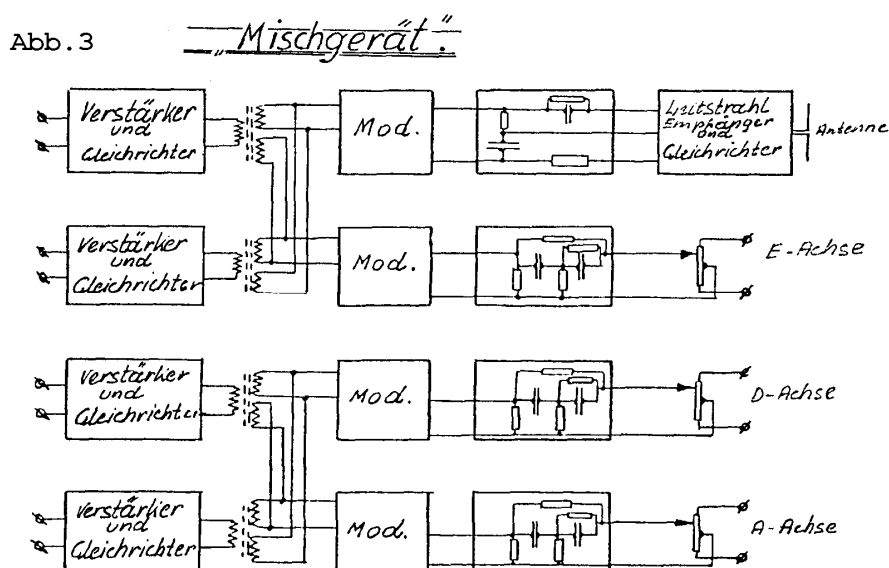 Abb.3
„Mischgerät."
Verstärker
und
Gleichrichter
Mod.
Leitstrahl
Empfänger
und
Gleichrichter
Antenne
Verstärker
und
Gleichrichter
Mod.
E-Achse
Verstärker
und
Gleichrichter
Mod.
D-Achse
Verstärker
und
Gleichrichter
Mod.
A-Achse